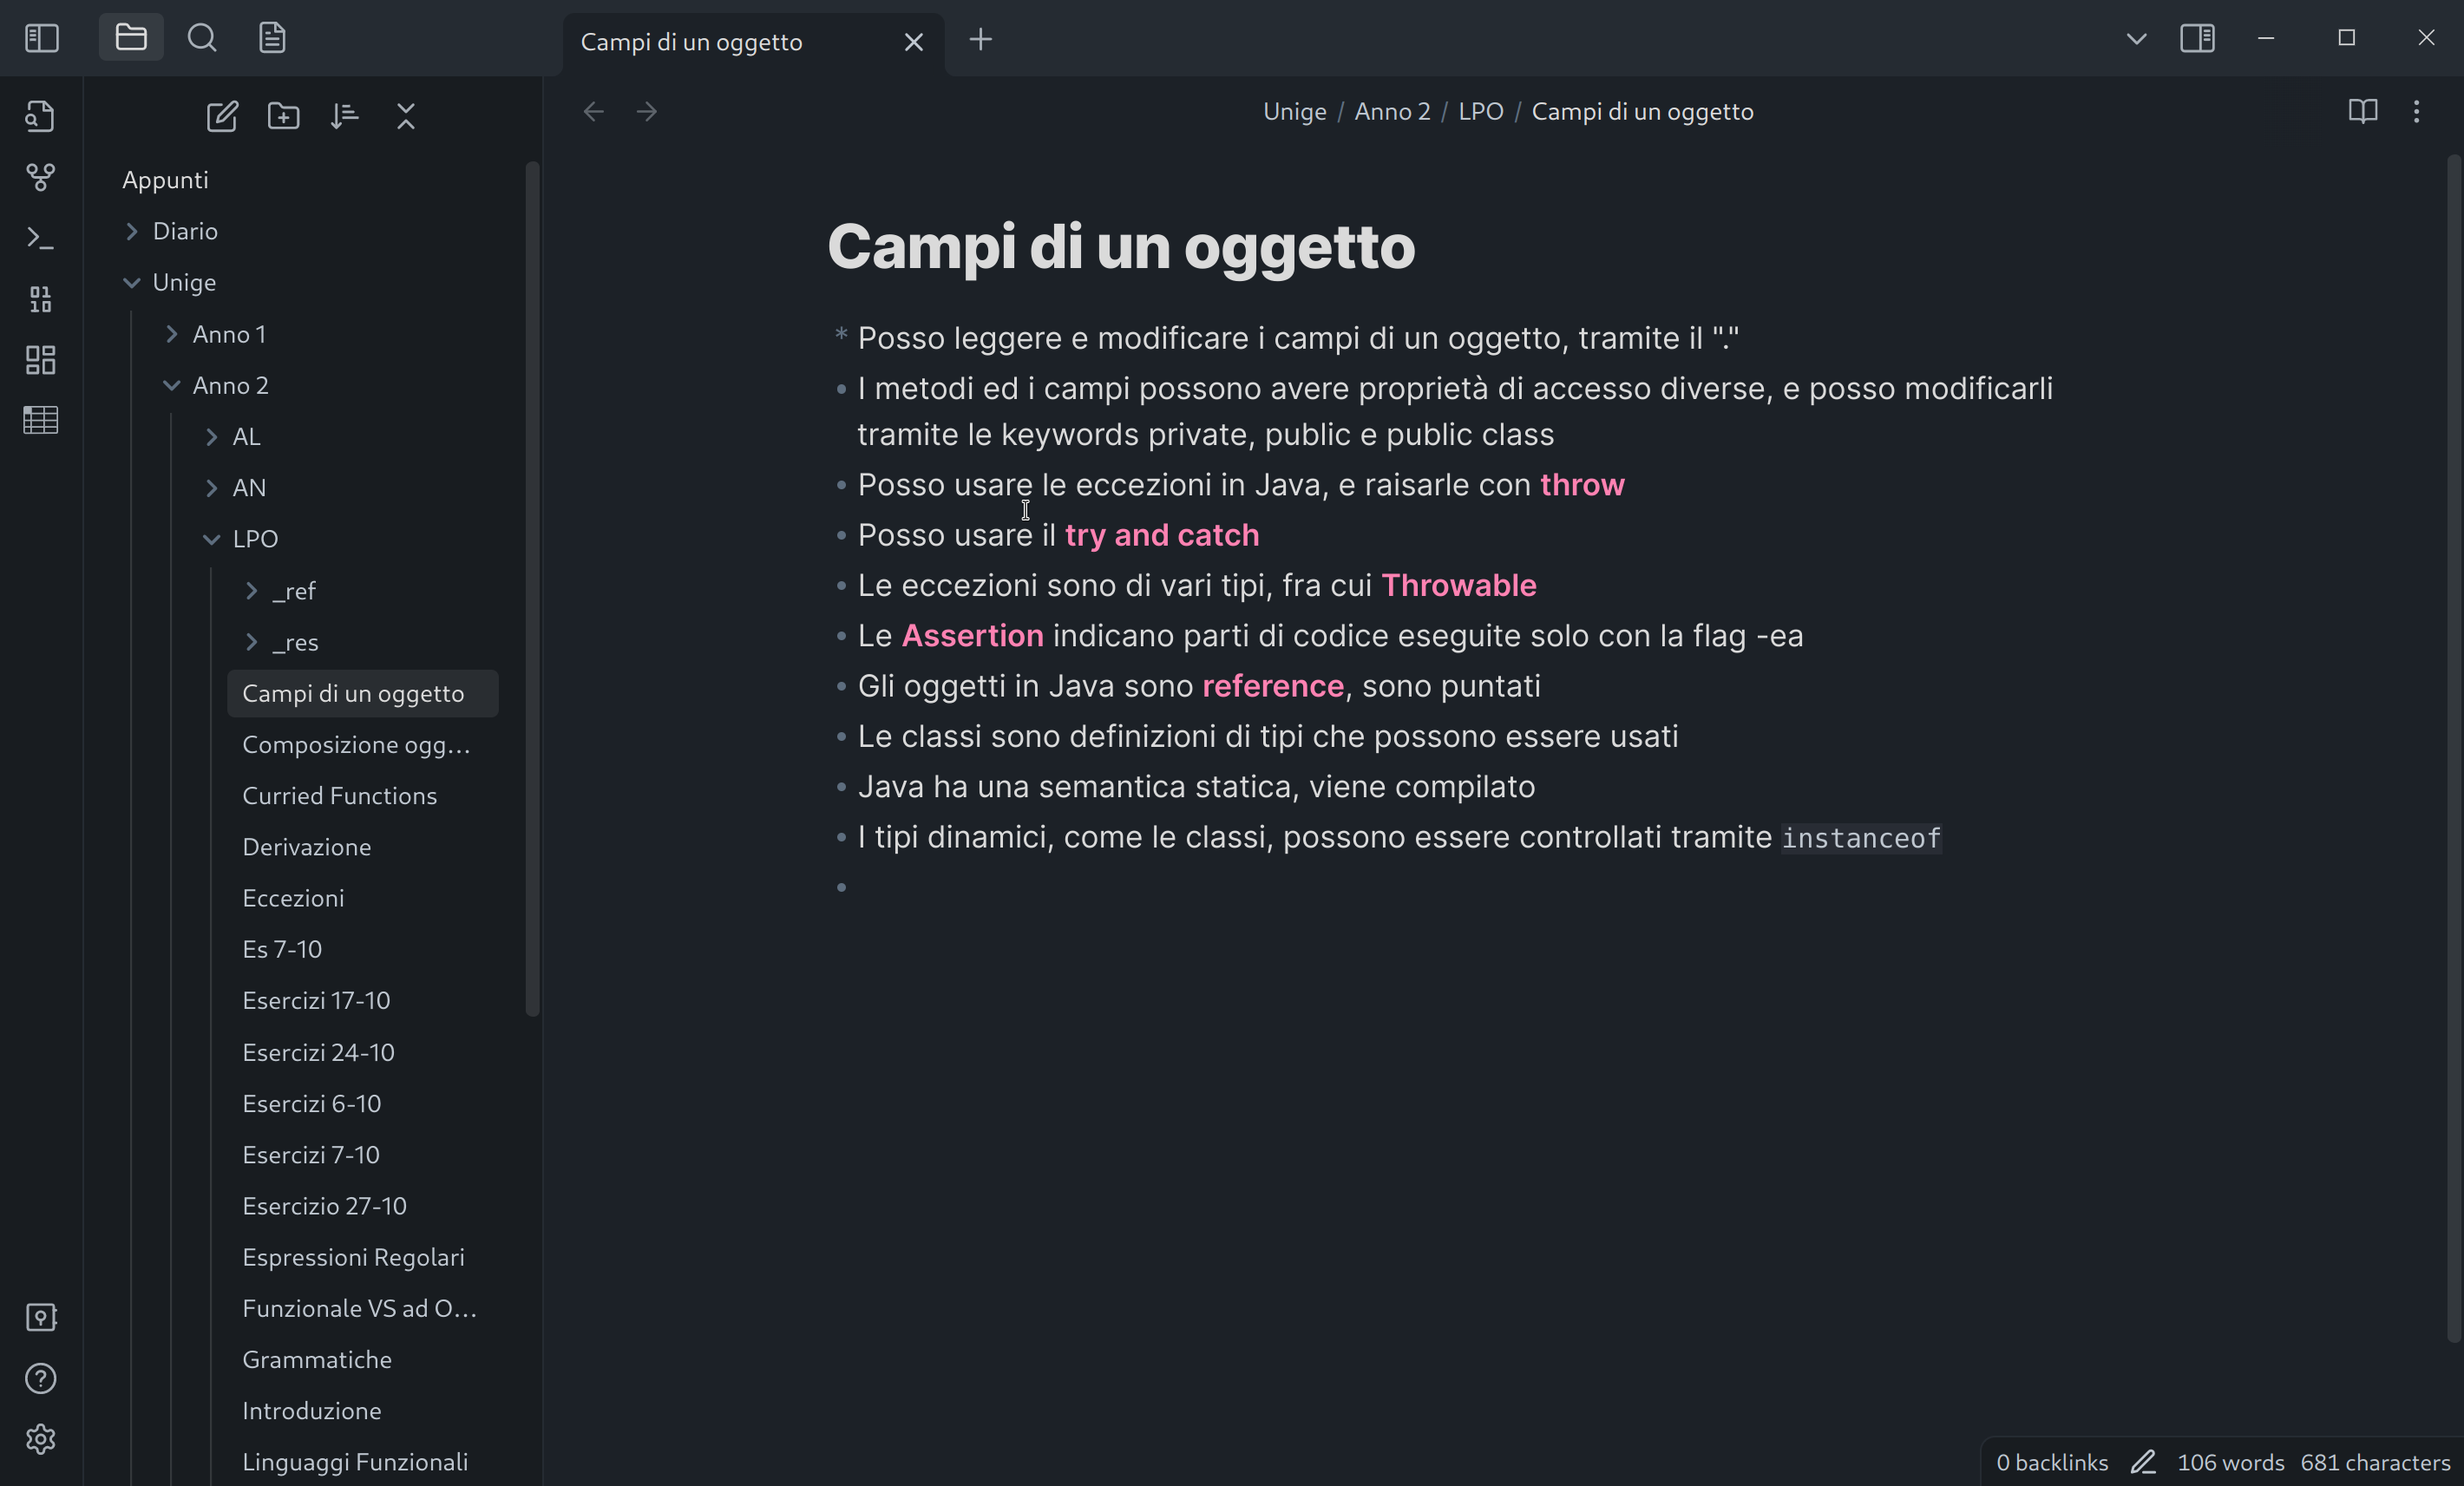 Campi di un oggetto
Unige / Anno 2 / LPO / Campi di un oggetto
Appunti
Diario
Unige
Anno 1
Anno 2
AL
AN
LPO
_ref
_res
Campi di un oggetto
Composizione ogg...
Curried Functions
Derivazione
Eccezioni
Es 7-10
Esercizi 17-10
Esercizi 24-10
Esercizi 6-10
Esercizi 7-10
Esercizio 27-10
Espressioni Regolari
Funzionale VS ad O...
Grammatiche
Introduzione
Linguaggi Funzionali
Campi di un oggetto
* Posso leggere e modificare i campi di un oggetto, tramite il "."
• I metodi ed i campi possono avere proprietà di accesso diverse, e posso modificarli
tramite le keywords private, public e public class
• Posso usare le eccezioni in Java, e raisarle con throw
• Posso usare il try and catch
• Le eccezioni sono di vari tipi, fra cui Throwable
• Le Assertion indicano parti di codice eseguite solo con la flag -ea
• Gli oggetti in Java sono reference, sono puntati
• Le classi sono definizioni di tipi che possono essere usati
• Java ha una semantica statica, viene compilato
• I tipi dinamici, come le classi, possono essere controllati tramite instanceof
•
0 backlinks 106 words 681 characters